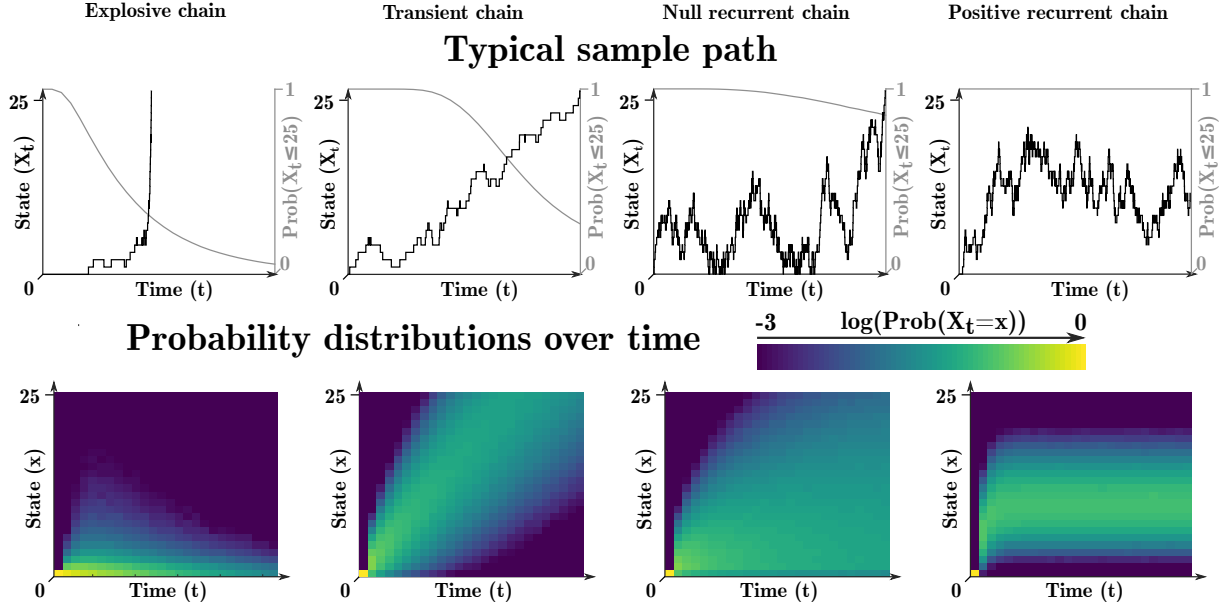 Explosive chain
Transient chain
Null recurrent chain
Positive recurrent chain
Typical sample path
25
State (Xt)
0
Time (t)
1
Prob(Xt≤25)
0
25
State (Xt)
0
Time (t)
1
Prob(Xt≤25)
0
25
State (Xt)
0
Time (t)
1
Prob(Xt≤25)
0
25
State (Xt)
0
Time (t)
1
Prob(Xt≤25)
0
Probability distributions over time
-3 log(Prob(Xt=x)) 0
25
State (x)
0
Time (t)
25
State (x)
0
Time (t)
25
State (x)
0
Time (t)
25
State (x)
0
Time (t)